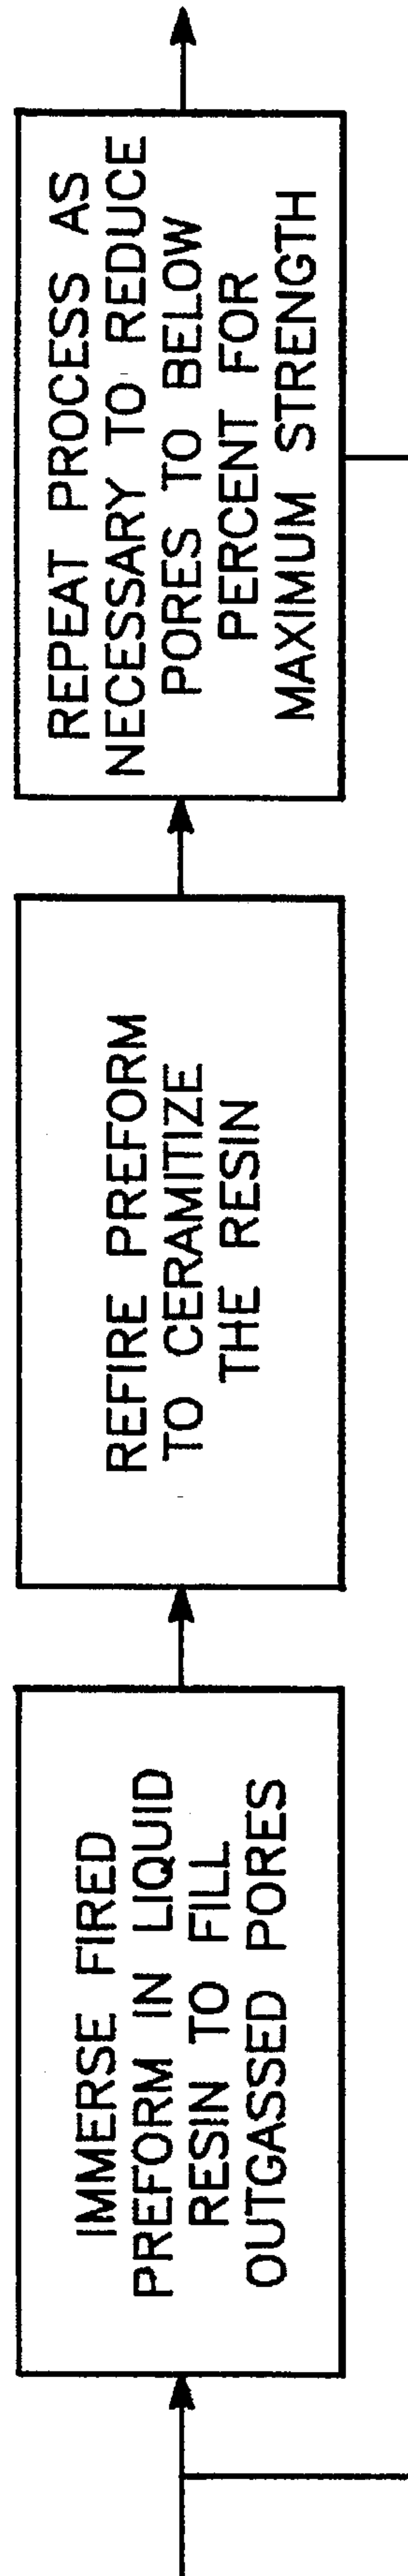 IMMERSE FIRED
PREFORM IN LIQUID
RESIN TO FILL
OUTGASSED PORES
REFIRE PREFORM
TO CERAMITIZE
THE RESIN
REPEAT PROCESS AS
NECESSARY TO REDUCE
PORES TO BELOW
PERCENT FOR
MAXIMUM STRENGTH